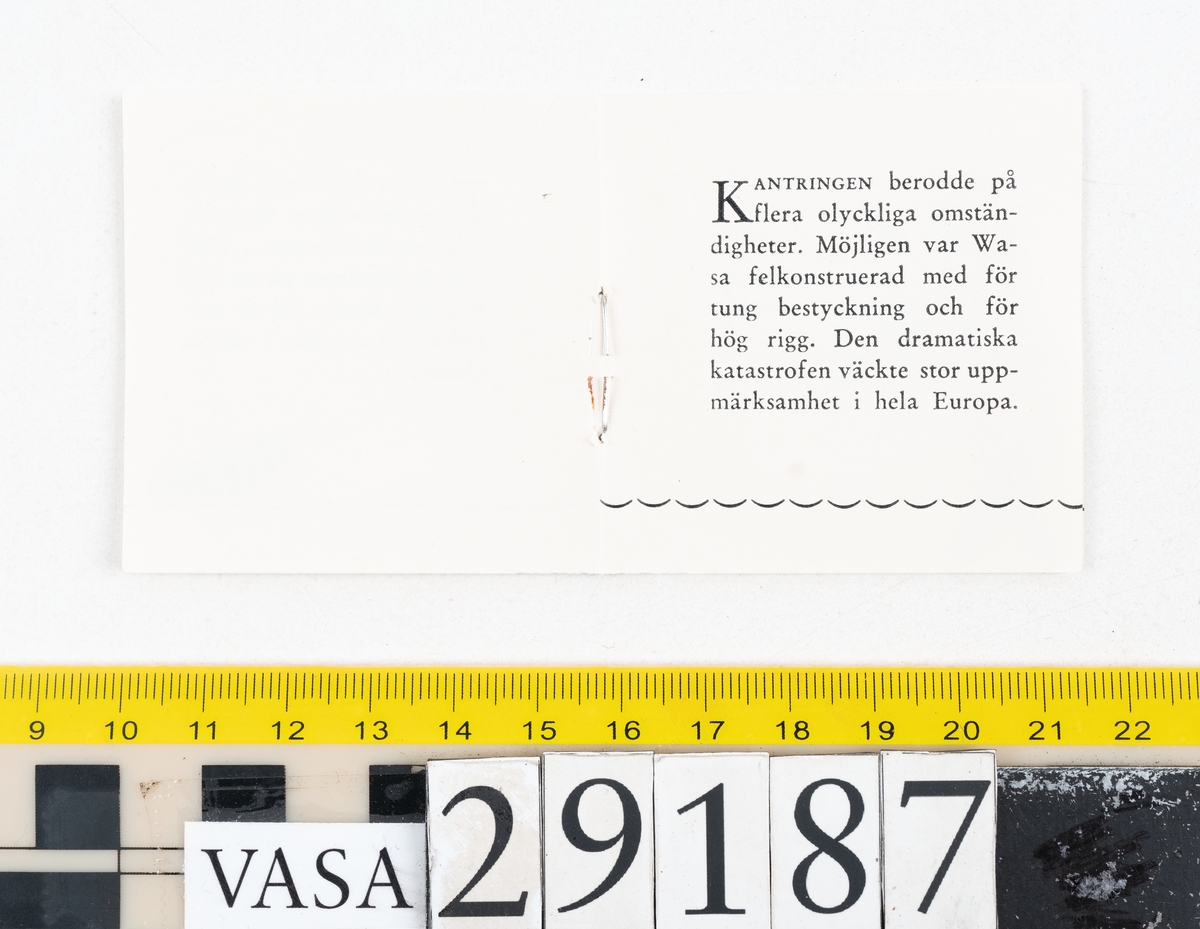 KANTRINGEN berodde på
flera olyckliga omstän-
digheter. Möjligen var Wa-
sa felkonstruerad med för
tung bestyckning och för
hög rigg. Den dramatiska
katastrofen väckte stor upp-
märksamhet i hela Europa.
9 10 11 12 13 14 15 16 17 18 19 20 21 22
VASA 29187